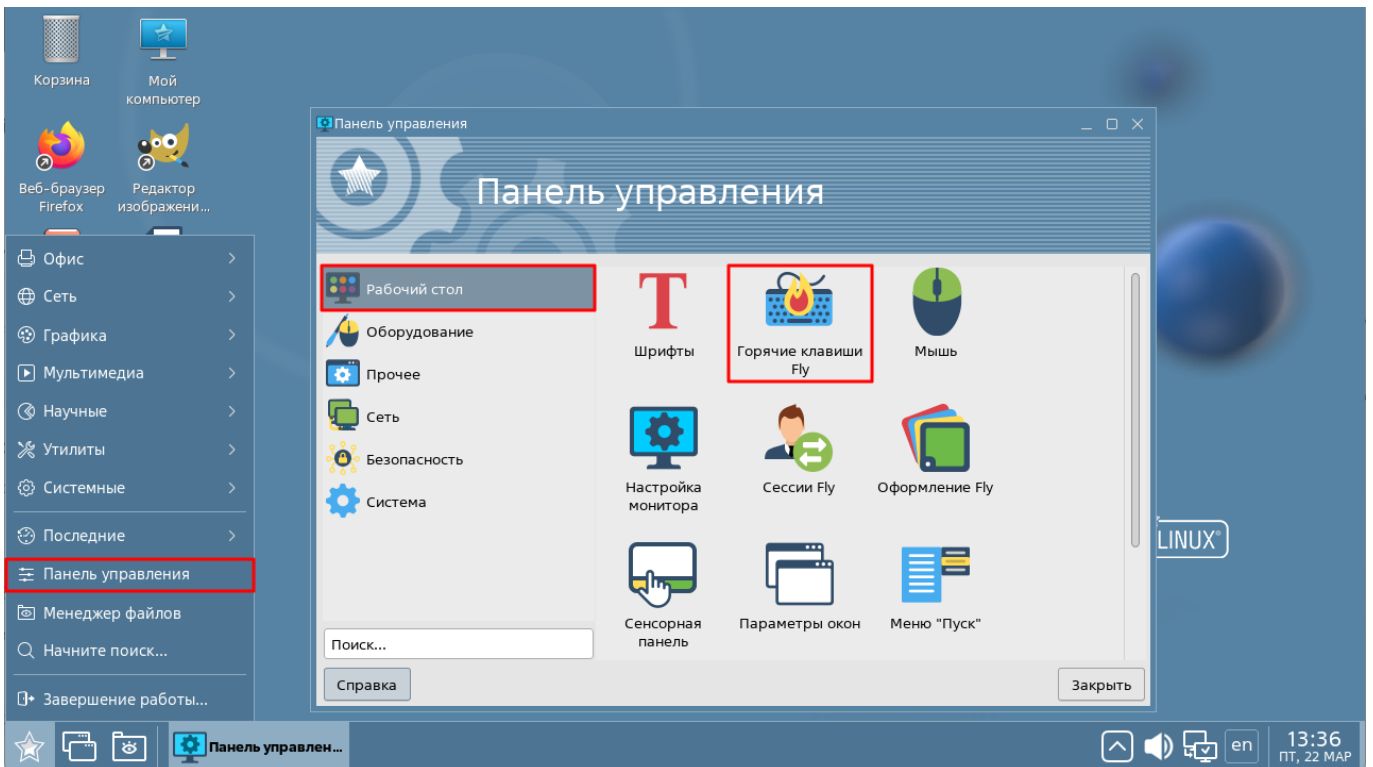 Корзина
Мой
компьютер
Веб-браузер
Firefox
Редактор
изображени...
Офис
Сеть
Графика
Мультимедиа
Научные
Утилиты
Системные
Последние
Панель управления
Менеджер файлов
Начните поиск...
Завершение работы...
Панель управления
Панель управления
Рабочий стол
Оборудование
Прочее
Сеть
Безопасность
Система
Поиск...
Шрифты
Горячие клавиши
Fly
Мышь
Настройка
монитора
Сессии Fly
Оформление Fly
Сенсорная
панель
Параметры окон
Меню "Пуск"
Справка
Закрыть
LINUX®
Панель управлен...
en
13:36
ПТ, 22 МАР